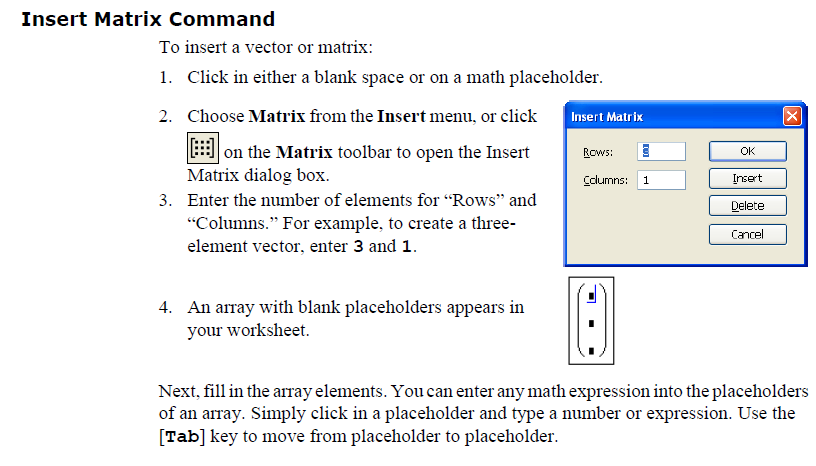 Insert Matrix Command
To insert a vector or matrix:
1. Click in either a blank space or on a math placeholder.
2. Choose Matrix from the Insert menu, or click
on the Matrix toolbar to open the Insert
Matrix dialog box.
3. Enter the number of elements for “Rows” and
“Columns.” For example, to create a three-
element vector, enter 3 and 1.
Insert Matrix
Rows: 3
OK
Columns: 1
Insert
Delete
Cancel
4. An array with blank placeholders appears in
your worksheet.
Next, fill in the array elements. You can enter any math expression into the placeholders
of an array. Simply click in a placeholder and type a number or expression. Use the
[Tab] key to move from placeholder to placeholder.